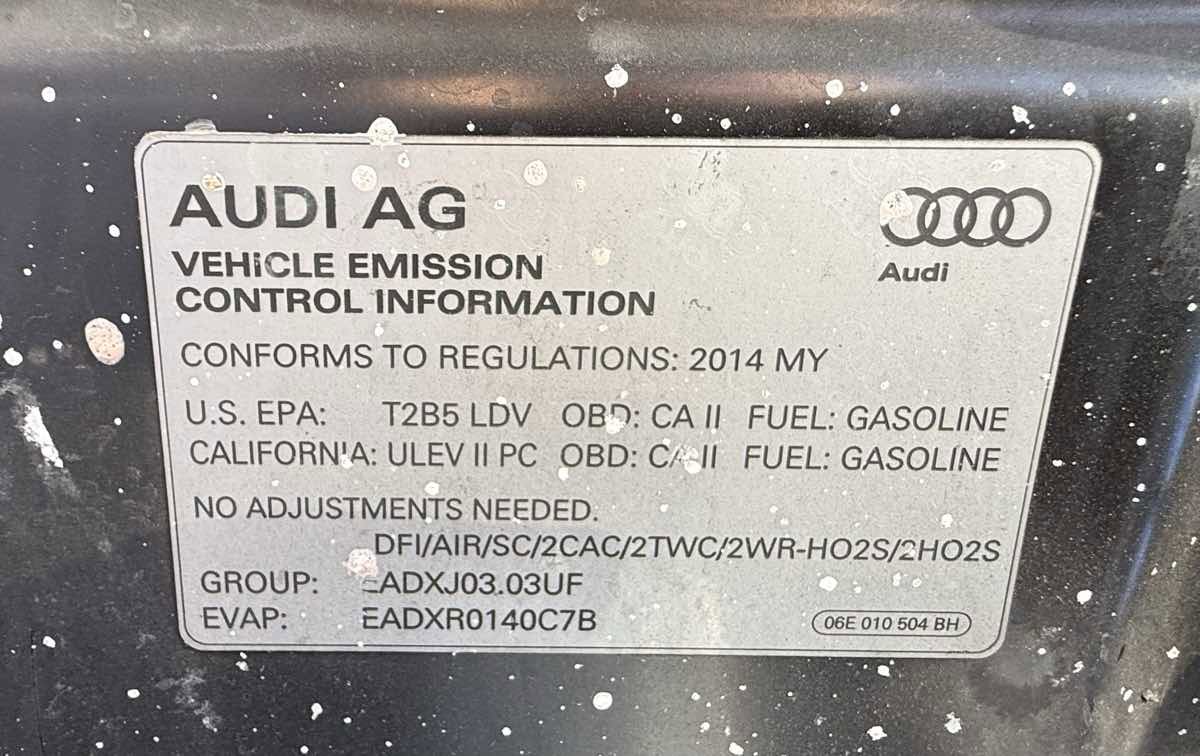 AUDI AG
Audi
VEHICLE EMISSION
CONTROL INFORMATION
CONFORMS TO REGULATIONS: 2014 MY
U.S. EPA: T2B5 LDV OBD: CA II FUEL: GASOLINE
CALIFORNIA: ULEV II PC OBD: CA II FUEL: GASOLINE
NO ADJUSTMENTS NEEDED.
DFI/AIR/SC/2CAC/2TWC/2WR-HO2S/2HO2S
GROUP: EADXJ03.03UF
EVAP: EADXR0140C7B
06E 010 504 BH